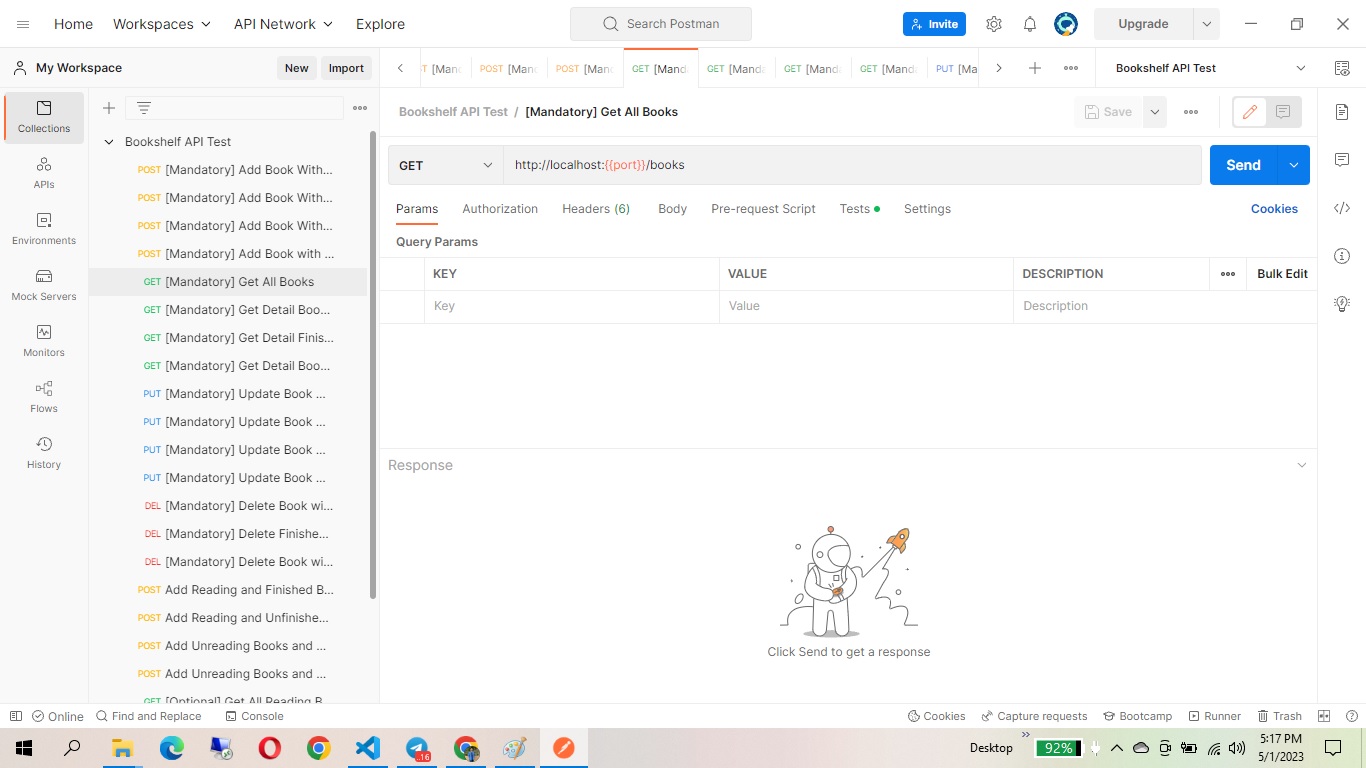 Home Workspaces API Network Explore Search Postman Invite Upgrade
My Workspace New Import
[Man POST [Man POST [Man GET [Mand GET [Mand GET [Mand GET [Mand PUT [Ma Bookshelf API Test
Bookshelf API Test / [Mandatory] Get All Books Save
GET http://localhost:{{port}}/books Send
Params Authorization Headers (6) Body Pre-request Script Tests Settings Cookies
Query Params
KEY VALUE DESCRIPTION Bulk Edit
Key Value Description
Response
Click Send to get a response
Collections
APIs
Environments
Mock Servers
Monitors
Flows
History
Bookshelf API Test
POST [Mandatory] Add Book With...
POST [Mandatory] Add Book With...
POST [Mandatory] Add Book With...
POST [Mandatory] Add Book with ...
GET [Mandatory] Get All Books
GET [Mandatory] Get Detail Boo...
GET [Mandatory] Get Detail Finis...
GET [Mandatory] Get Detail Boo...
PUT [Mandatory] Update Book ...
PUT [Mandatory] Update Book ...
PUT [Mandatory] Update Book ...
PUT [Mandatory] Update Book ...
DEL [Mandatory] Delete Book wi...
DEL [Mandatory] Delete Finishe...
DEL [Mandatory] Delete Book wi...
POST Add Reading and Finished B...
POST Add Reading and Unfinishe...
POST Add Unreading Books and ...
POST Add Unreading Books and ...
GET [Optional] Get All Reading B
Online Find and Replace Console Cookies Capture requests Bootcamp Runner Trash
16 Desktop 92% 5:17 PM
5/1/2023